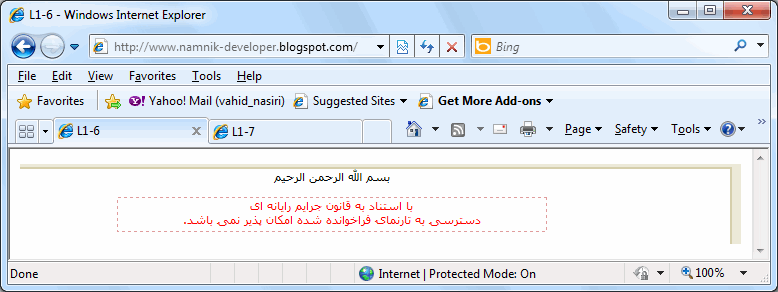 L1-6 - Windows Internet Explorer
http://www.namnik-developer.blogspot.com/
Bing
File Edit View Favorites Tools Help
Favorites Yahoo! Mail (vahid_nasiri) Suggested Sites Get More Add-ons
L1-6 L1-7 Page Safety Tools
بسم الله الرحمن الرحیم
با استناد به قانون جرایم رایانه ای
دسترسی به تارنمای فراخوانده شده امکان پذیر نمی باشد.
Done Internet | Protected Mode: On 100%